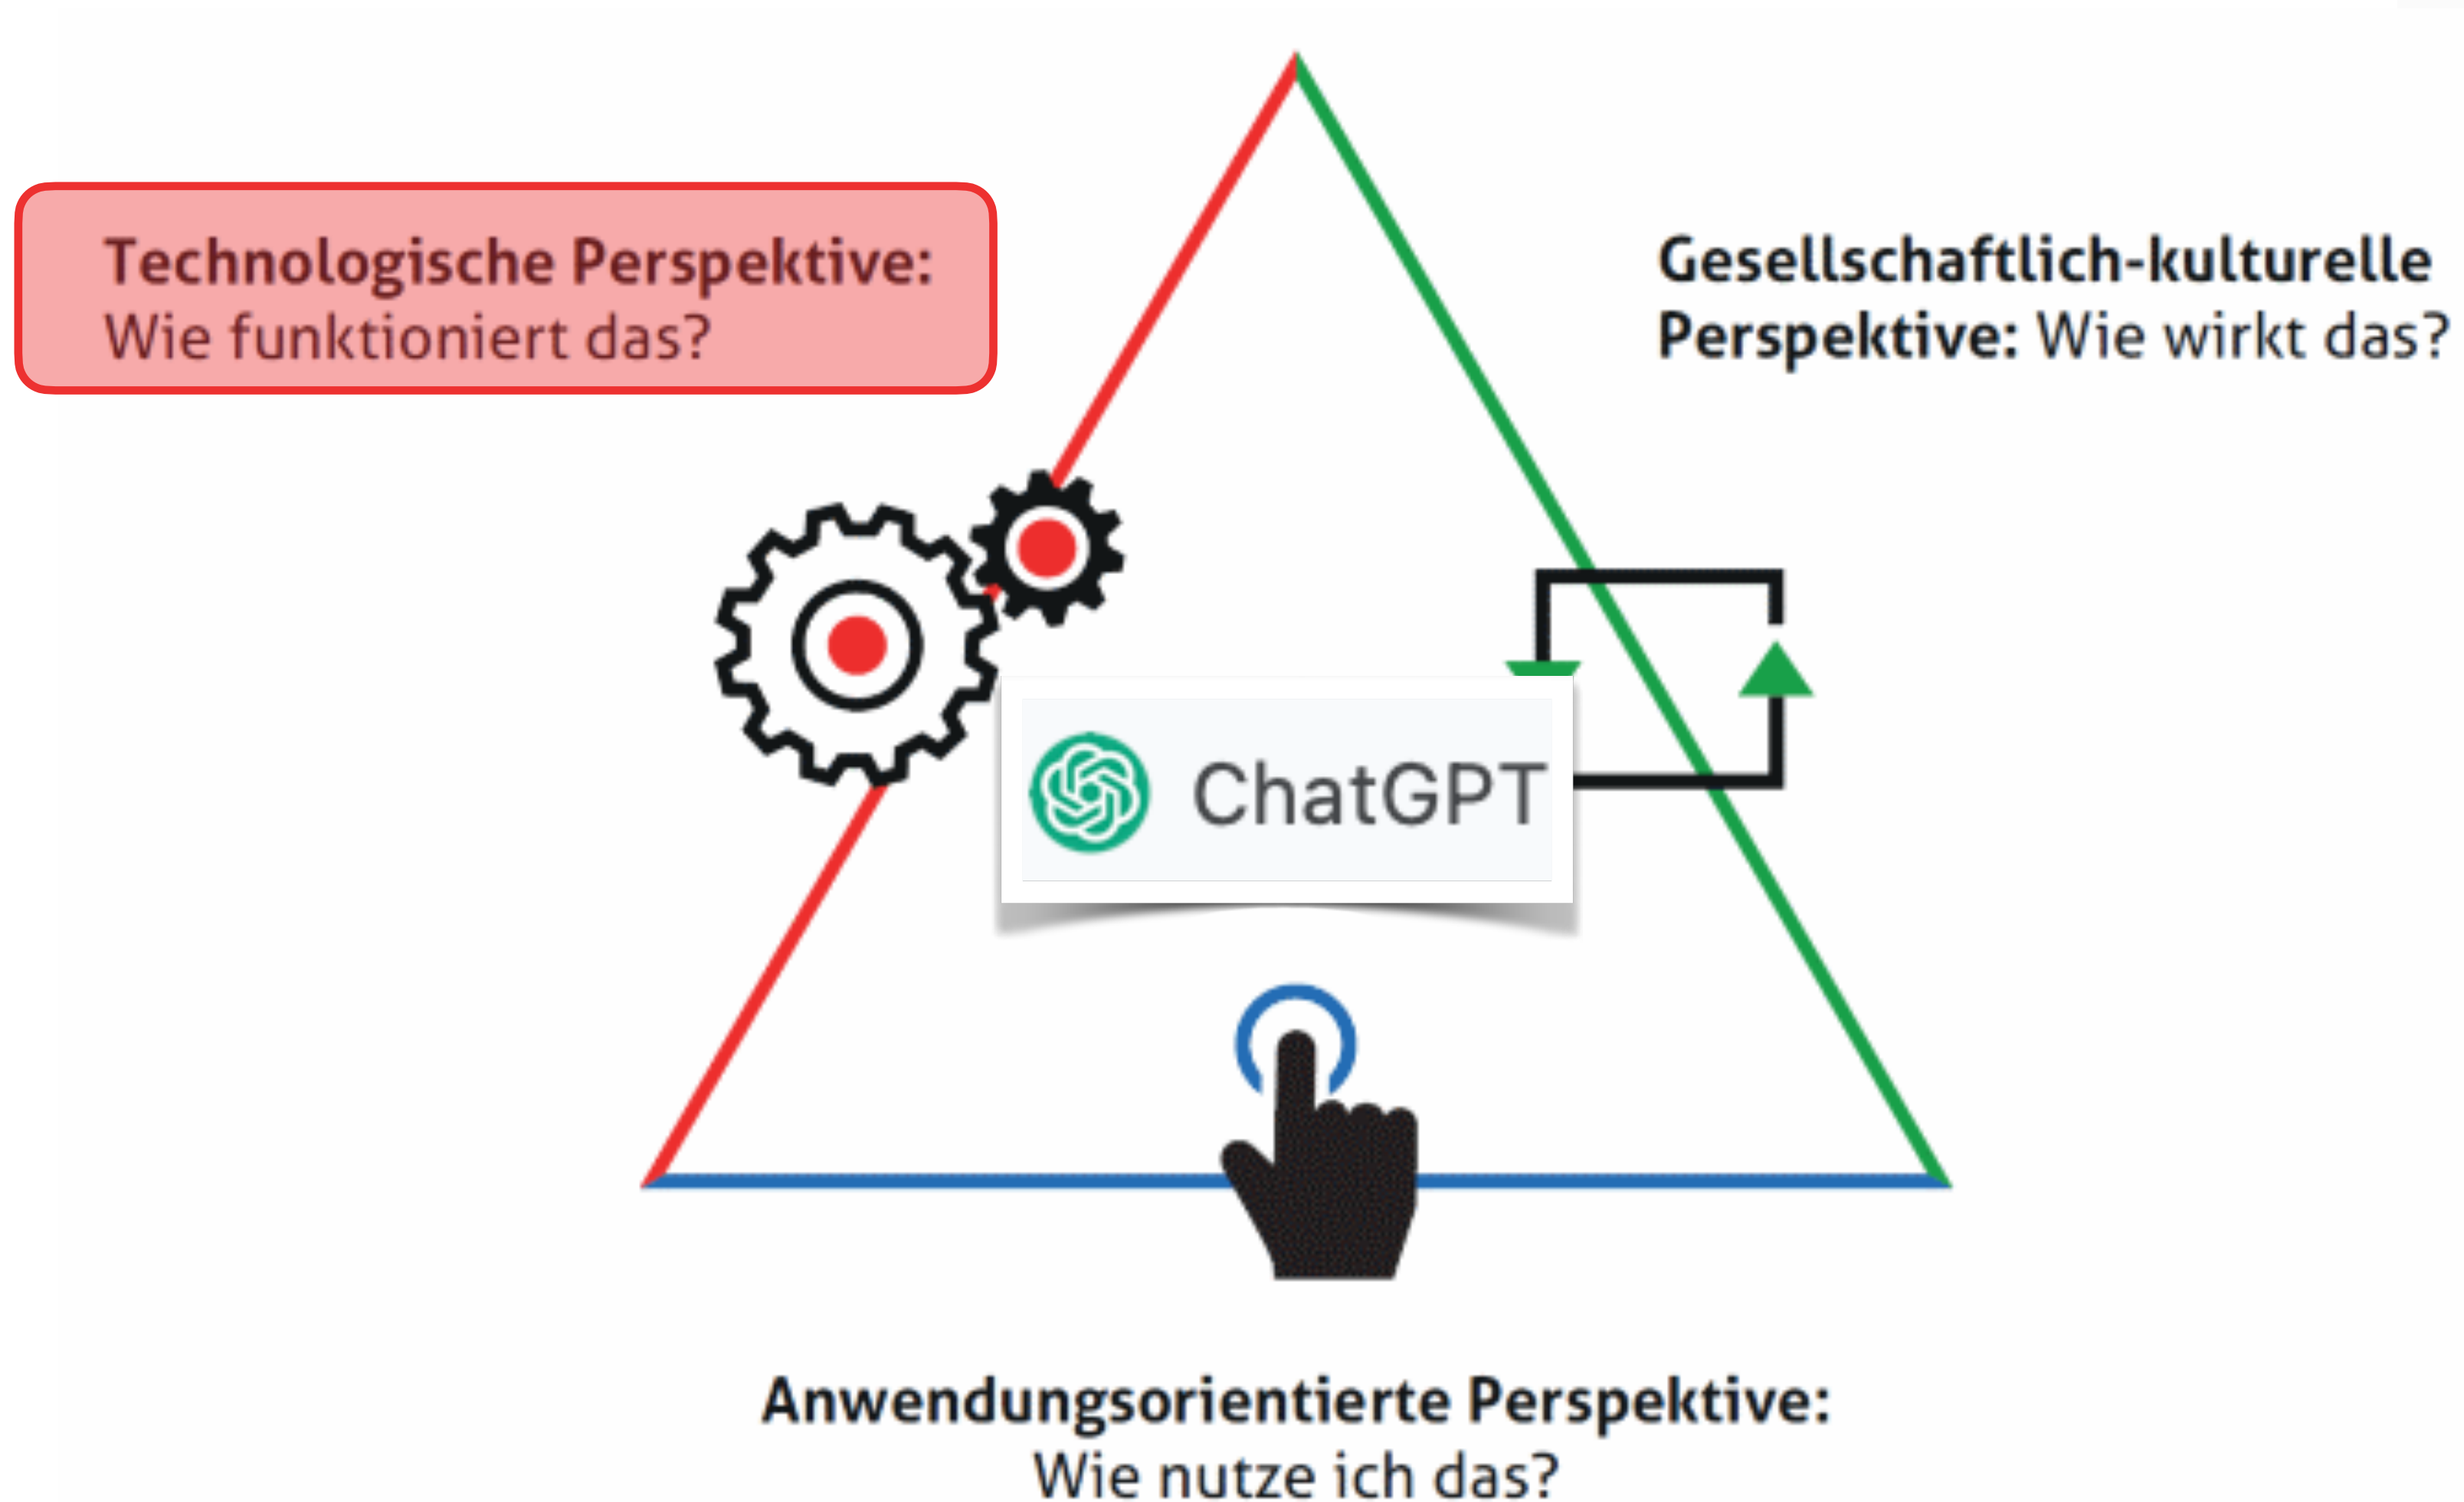 Technologische Perspektive:
Wie funktioniert das?
Gesellschaftlich-kulturelle
Perspektive: Wie wirkt das?
ChatGPT
Anwendungsorientierte Perspektive:
Wie nutze ich das?